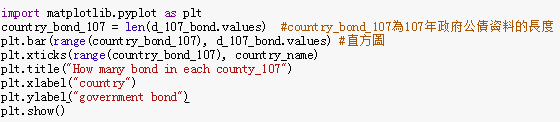 import matplotlib.pyplot as plt
country_bond_107 = len(d_107_bond.values)  #country_bond_107為107年政府公債資料的長度
plt.bar(range(country_bond_107), d_107_bond.values) #直方圖
plt.xticks(range(country_bond_107), country_name)
plt.title("How many bond in each county_107")
plt.xlabel("country")
plt.ylabel("government bond")
plt.show()